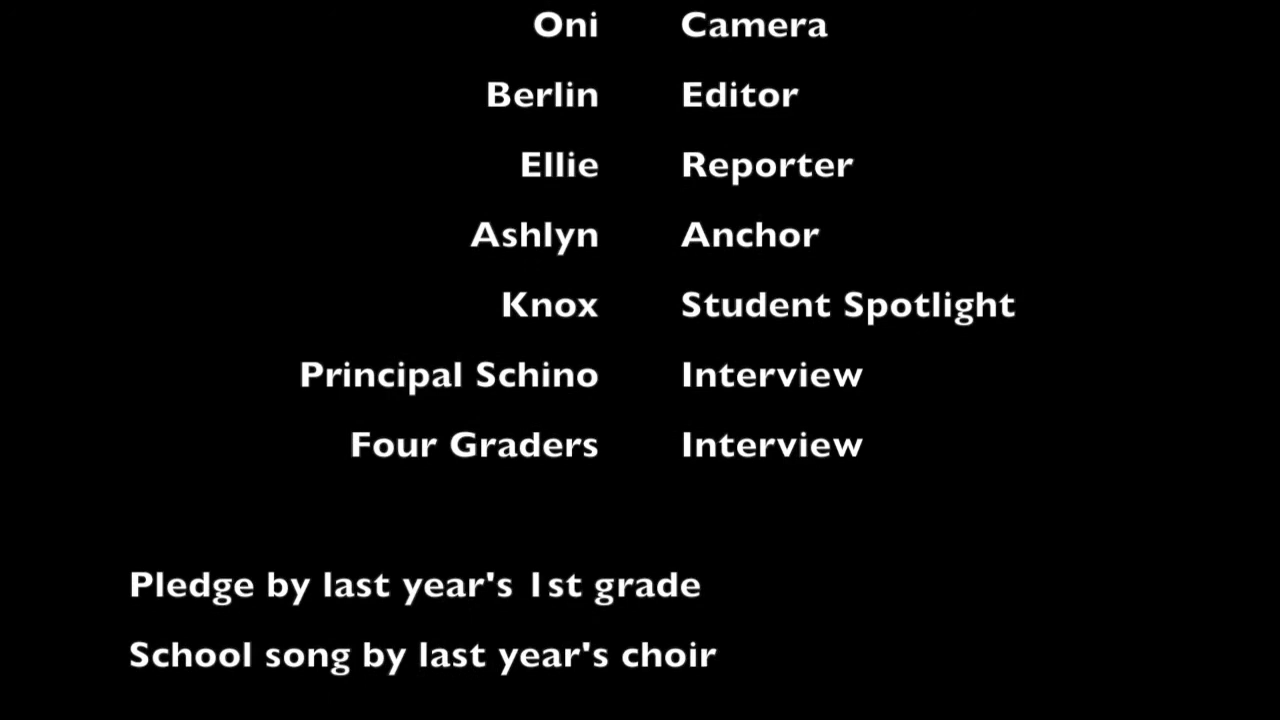 Oni Camera
Berlin Editor
Ellie Reporter
Ashlyn Anchor
Knox Student Spotlight
Principal Schino Interview
Four Graders Interview
Pledge by last year's 1st grade
School song by last year's choir